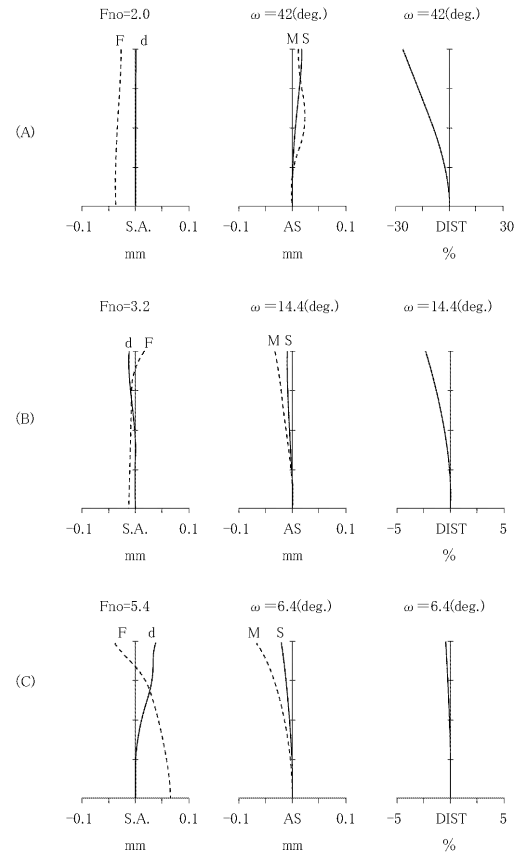 Fno=2.0 ω=42(deg.) ω=42(deg.)
F d M S
(A)
-0.1 S.A. 0.1 -0.1 AS 0.1 -30 DIST 30
mm mm %
Fno=3.2 ω=14.4(deg.) ω=14.4(deg.)
d F M S
(B)
-0.1 S.A. 0.1 -0.1 AS 0.1 -5 DIST 5
mm mm %
Fno=5.4 ω=6.4(deg.) ω=6.4(deg.)
F d M S
(C)
-0.1 S.A. 0.1 -0.1 AS 0.1 -5 DIST 5
mm mm %